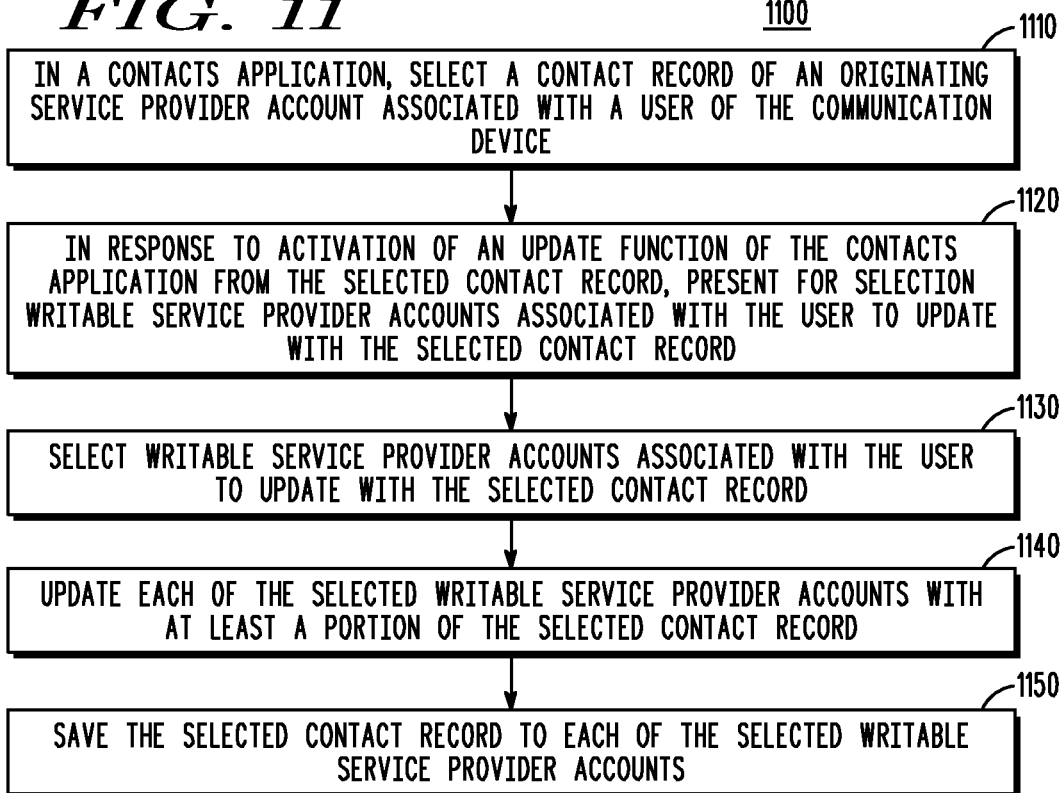 FIG. 11
1100
1110
IN A CONTACTS APPLICATION, SELECT A CONTACT RECORD OF AN ORIGINATING
SERVICE PROVIDER ACCOUNT ASSOCIATED WITH A USER OF THE COMMUNICATION
DEVICE
1120
IN RESPONSE TO ACTIVATION OF AN UPDATE FUNCTION OF THE CONTACTS
APPLICATION FROM THE SELECTED CONTACT RECORD, PRESENT FOR SELECTION
WRITABLE SERVICE PROVIDER ACCOUNTS ASSOCIATED WITH THE USER TO UPDATE
WITH THE SELECTED CONTACT RECORD
1130
SELECT WRITABLE SERVICE PROVIDER ACCOUNTS ASSOCIATED WITH THE USER
TO UPDATE WITH THE SELECTED CONTACT RECORD
1140
UPDATE EACH OF THE SELECTED WRITABLE SERVICE PROVIDER ACCOUNTS WITH
AT LEAST A PORTION OF THE SELECTED CONTACT RECORD
1150
SAVE THE SELECTED CONTACT RECORD TO EACH OF THE SELECTED WRITABLE
SERVICE PROVIDER ACCOUNTS